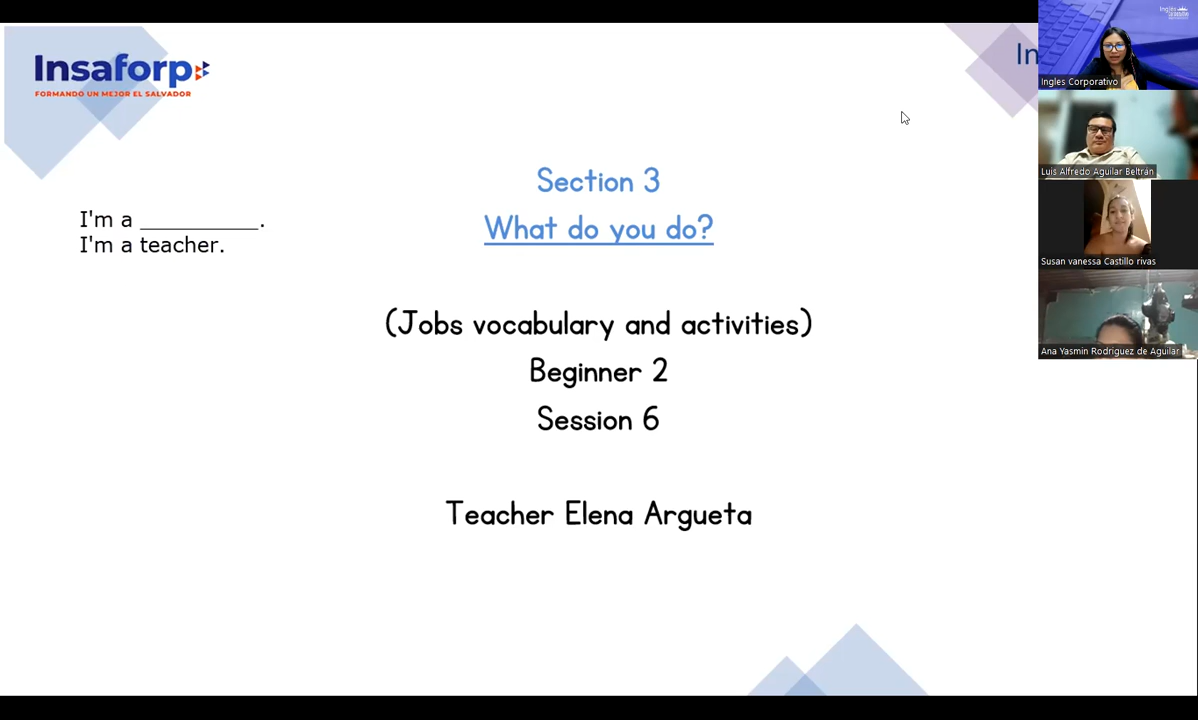 Insaforp
FORMANDO UN MEJOR EL SALVADOR
In
I'm a __________.
I'm a teacher.
Section 3
What do you do?
(Jobs vocabulary and activities)
Beginner 2
Session 6
Teacher Elena Argueta
Ingles Corporativo
Luis Alfredo Aguilar Beltrán
Susan vanessa Castillo rivas
Ana Yasmin Rodriguez de Aguilar